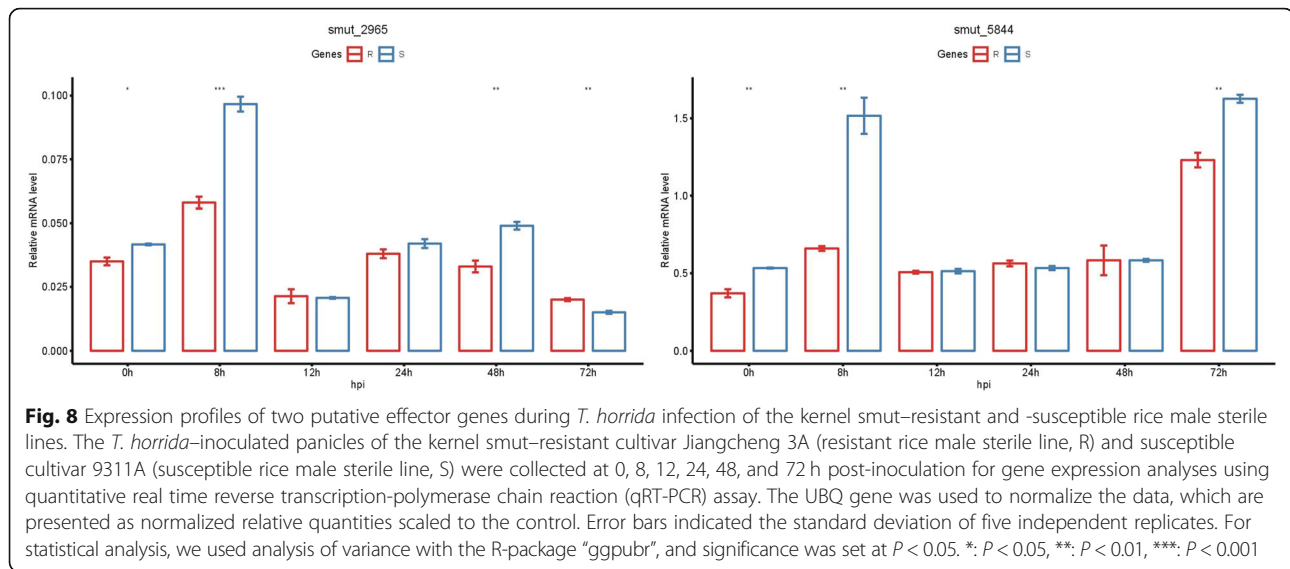 smut_2965
Genes R S
* *** ** **
Relative mRNA level
0.100
0.075
0.050
0.025
0.000
0h 8h 12h 24h 48h 72h
hpi
smut_5844
Genes R S
** ** **
Relative mRNA level
1.5
1.0
0.5
0.0
0h 8h 12h 24h 48h 72h
hpi
Fig. 8 Expression profiles of two putative effector genes during T. horrida infection of the kernel smut–resistant and -susceptible rice male sterile
lines. The T. horrida–inoculated panicles of the kernel smut–resistant cultivar Jiangcheng 3A (resistant rice male sterile line, R) and susceptible
cultivar 9311A (susceptible rice male sterile line, S) were collected at 0, 8, 12, 24, 48, and 72 h post-inoculation for gene expression analyses using
quantitative real time reverse transcription-polymerase chain reaction (qRT-PCR) assay. The UBQ gene was used to normalize the data, which are
presented as normalized relative quantities scaled to the control. Error bars indicated the standard deviation of five independent replicates. For
statistical analysis, we used analysis of variance with the R-package “ggpubr”, and significance was set at P < 0.05. *: P < 0.05, **: P < 0.01, ***: P < 0.001